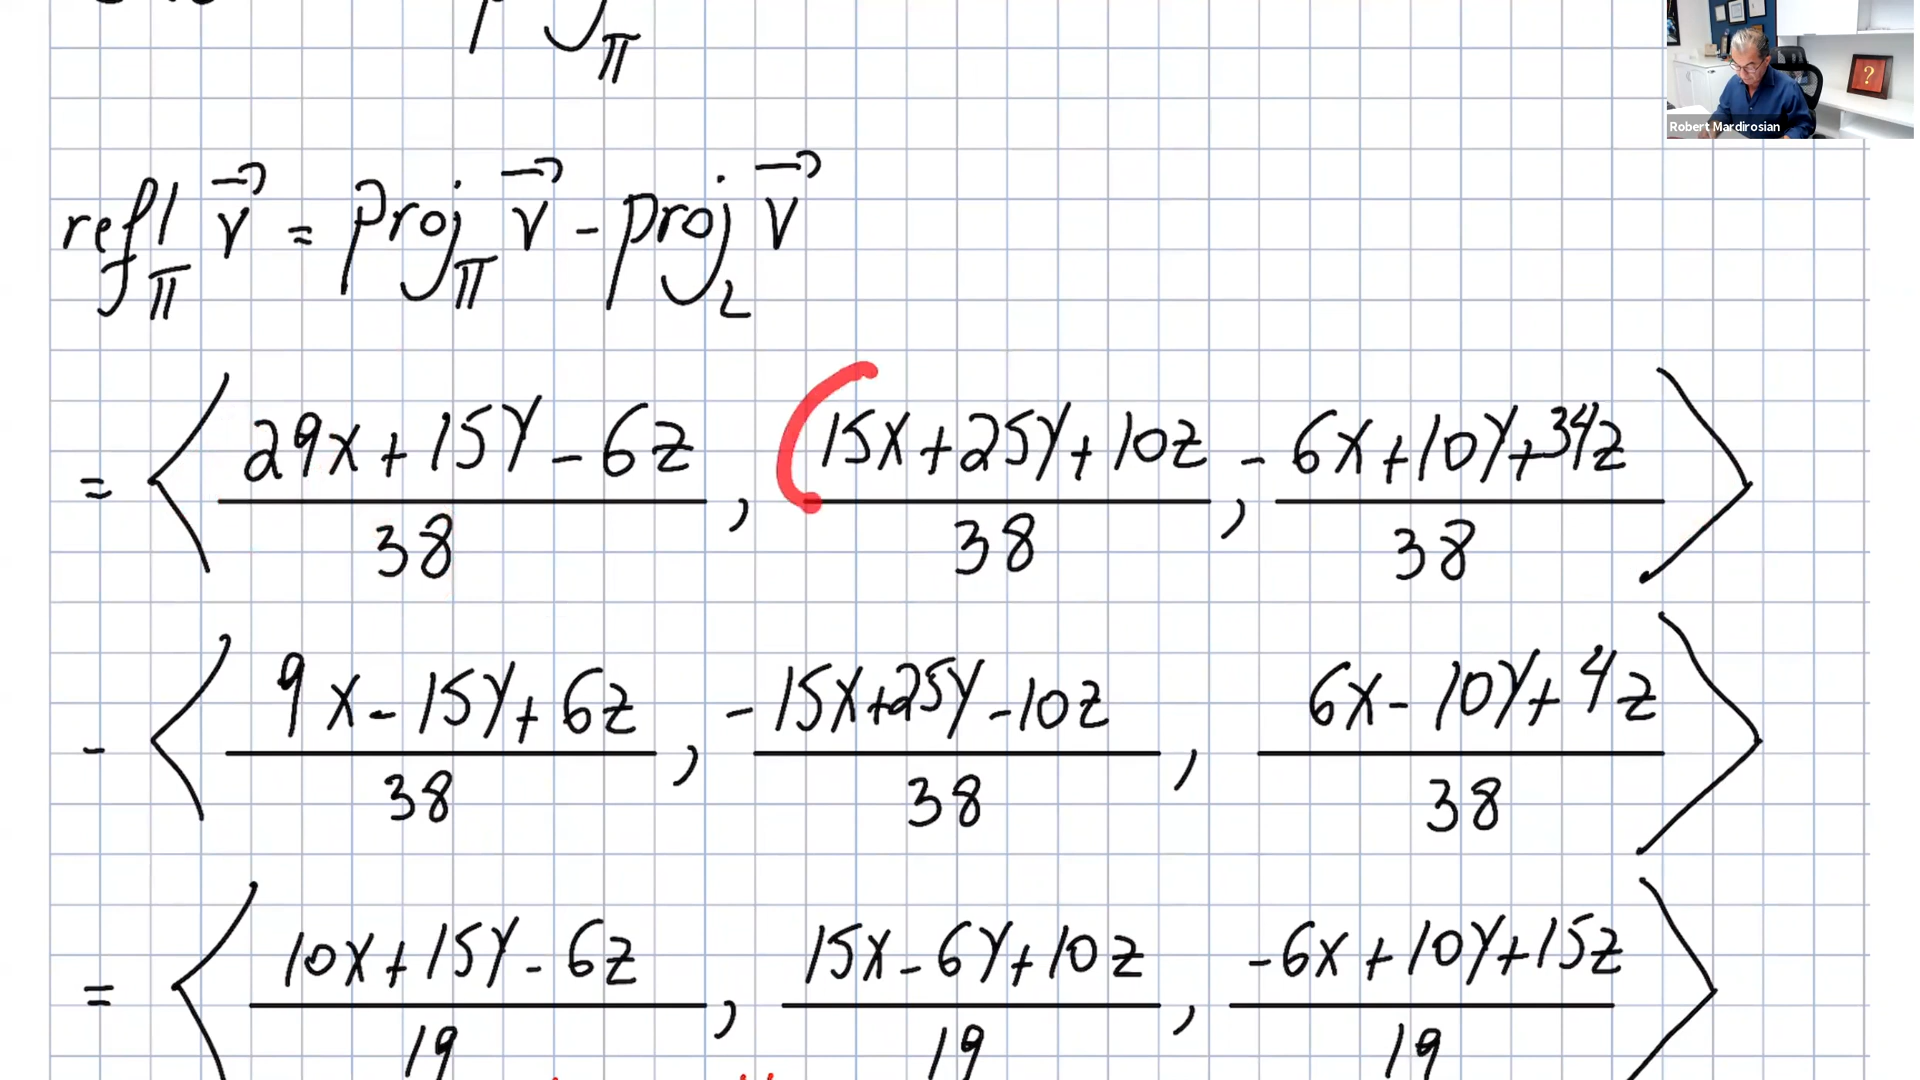 Robert Mardirosian
?
refl_π v⃗ = proj_π v⃗ - proj_L v⃗
= ⟨ (29x + 15y - 6z)/38 , (15x + 25y + 10z)/38 , (-6x + 10y + 34z)/38 ⟩
- ⟨ (9x - 15y + 6z)/38 , (-15x + 25y - 10z)/38 , (6x - 10y + 4z)/38 ⟩
= ⟨ (10x + 15y - 6z)/19 , (15x - 6y + 10z)/19 , (-6x + 10y + 15z)/19 ⟩